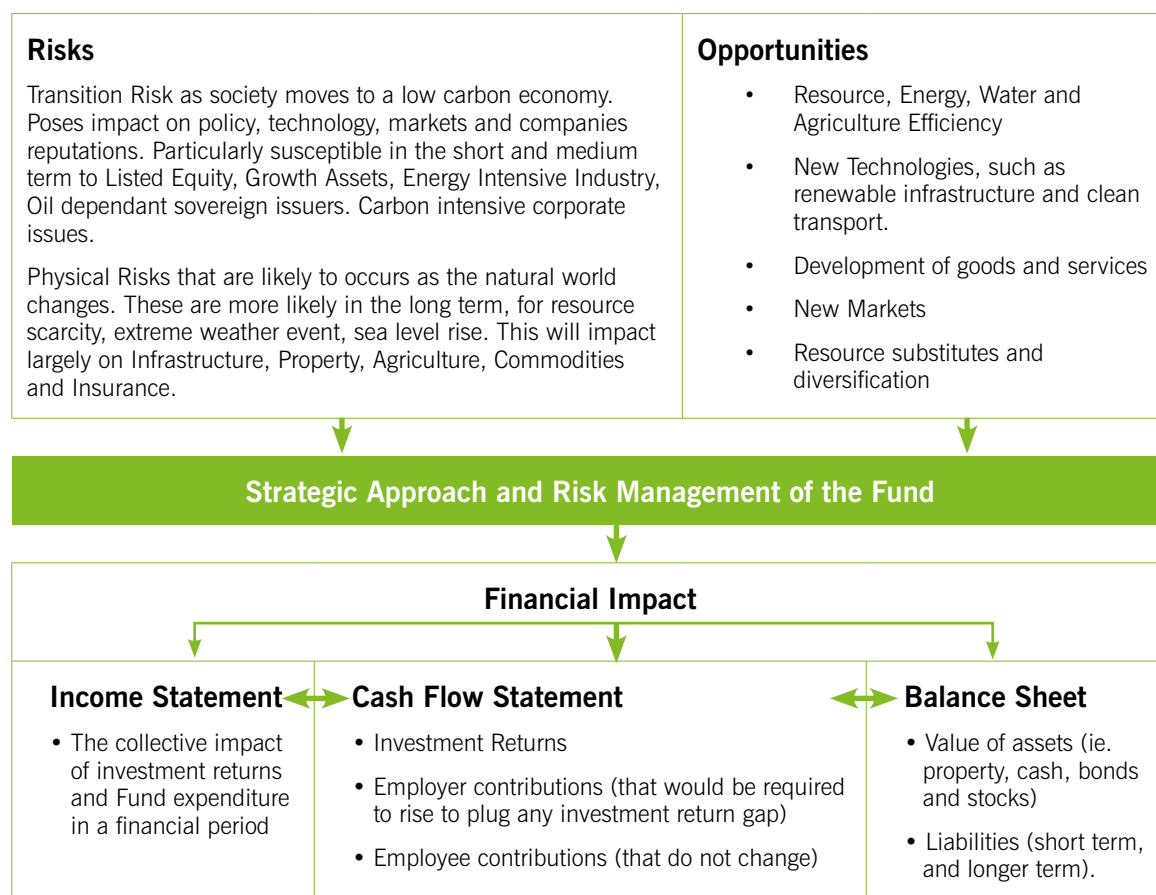 Risks
Transition Risk as society moves to a low carbon economy.
Poses impact on policy, technology, markets and companies
reputations. Particularly susceptible in the short and medium
term to Listed Equity, Growth Assets, Energy Intensive Industry,
Oil dependant sovereign issuers. Carbon intensive corporate
issues.
Physical Risks that are likely to occurs as the natural world
changes. These are more likely in the long term, for resource
scarcity, extreme weather event, sea level rise. This will impact
largely on Infrastructure, Property, Agriculture, Commodities
and Insurance.
Opportunities
• Resource, Energy, Water and
Agriculture Efficiency
• New Technologies, such as
renewable infrastructure and clean
transport.
• Development of goods and services
• New Markets
• Resource substitutes and
diversification
Strategic Approach and Risk Management of the Fund
Financial Impact
Income Statement
• The collective impact
of investment returns
and Fund expenditure
in a financial period
Cash Flow Statement
• Investment Returns
• Employer contributions (that would be required
to rise to plug any investment return gap)
• Employee contributions (that do not change)
Balance Sheet
• Value of assets (ie.
property, cash, bonds
and stocks)
• Liabilities (short term,
and longer term).